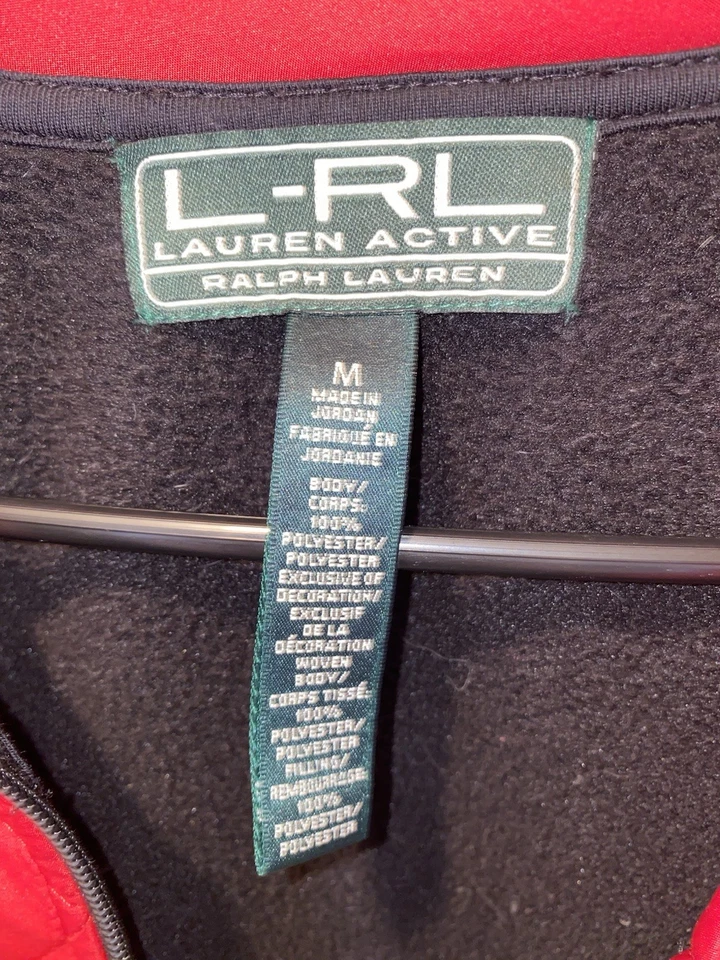 L-RL
LAUREN ACTIVE
RALPH LAUREN
M
MADE IN
JORDAN
FABRIQUÉ EN
JORDANIE
BODY/
CORPS:
100%
POLYESTER/
POLYESTER
EXCLUSIVE OF
DECORATION/
EXCLUSIF
DE LA
DÉCORATION
WOVEN
BODY/
CORPS TISSÉ:
100%
POLYESTER/
POLYESTER
FILLING/
REMBOURRAGE:
100%
POLYESTER/
POLYESTER